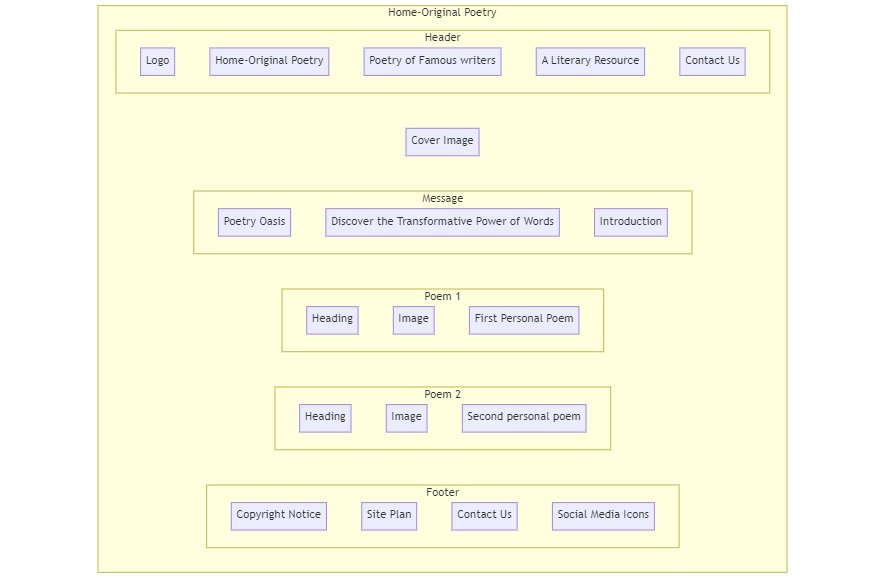 Home-Original Poetry
Header
Logo
Home-Original Poetry
Poetry of Famous writers
A Literary Resource
Contact Us
Cover Image
Message
Poetry Oasis
Discover the Transformative Power of Words
Introduction
Poem 1
Heading
Image
First Personal Poem
Poem 2
Heading
Image
Second personal poem
Footer
Copyright Notice
Site Plan
Contact Us
Social Media Icons